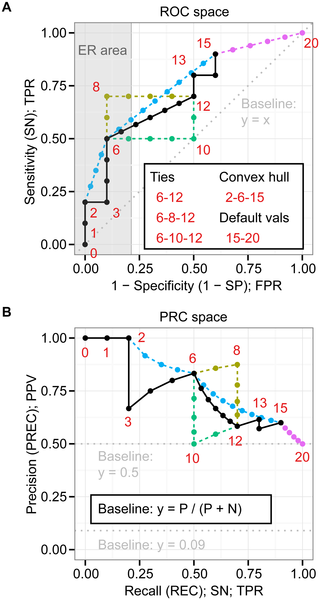 A
ROC space
ER area
15
20
13
8
12
6
10
Baseline:
y = x
2
3
1
0
Ties
Convex hull
6-12
2-6-15
6-8-12
Default vals
6-10-12
15-20
1.00
0.75
0.50
0.25
0.00
Sensitivity (SN); TPR
0.00
0.25
0.50
0.75
1.00
1 − Specificity (1 − SP); FPR
B
PRC space
0
1
2
6
8
3
13
15
12
10
20
Baseline:
y = 0.5
Baseline: y = P / (P + N)
Baseline:
y = 0.09
1.00
0.75
0.50
0.25
0.00
Precision (PREC); PPV
0.00
0.25
0.50
0.75
1.00
Recall (REC); SN; TPR